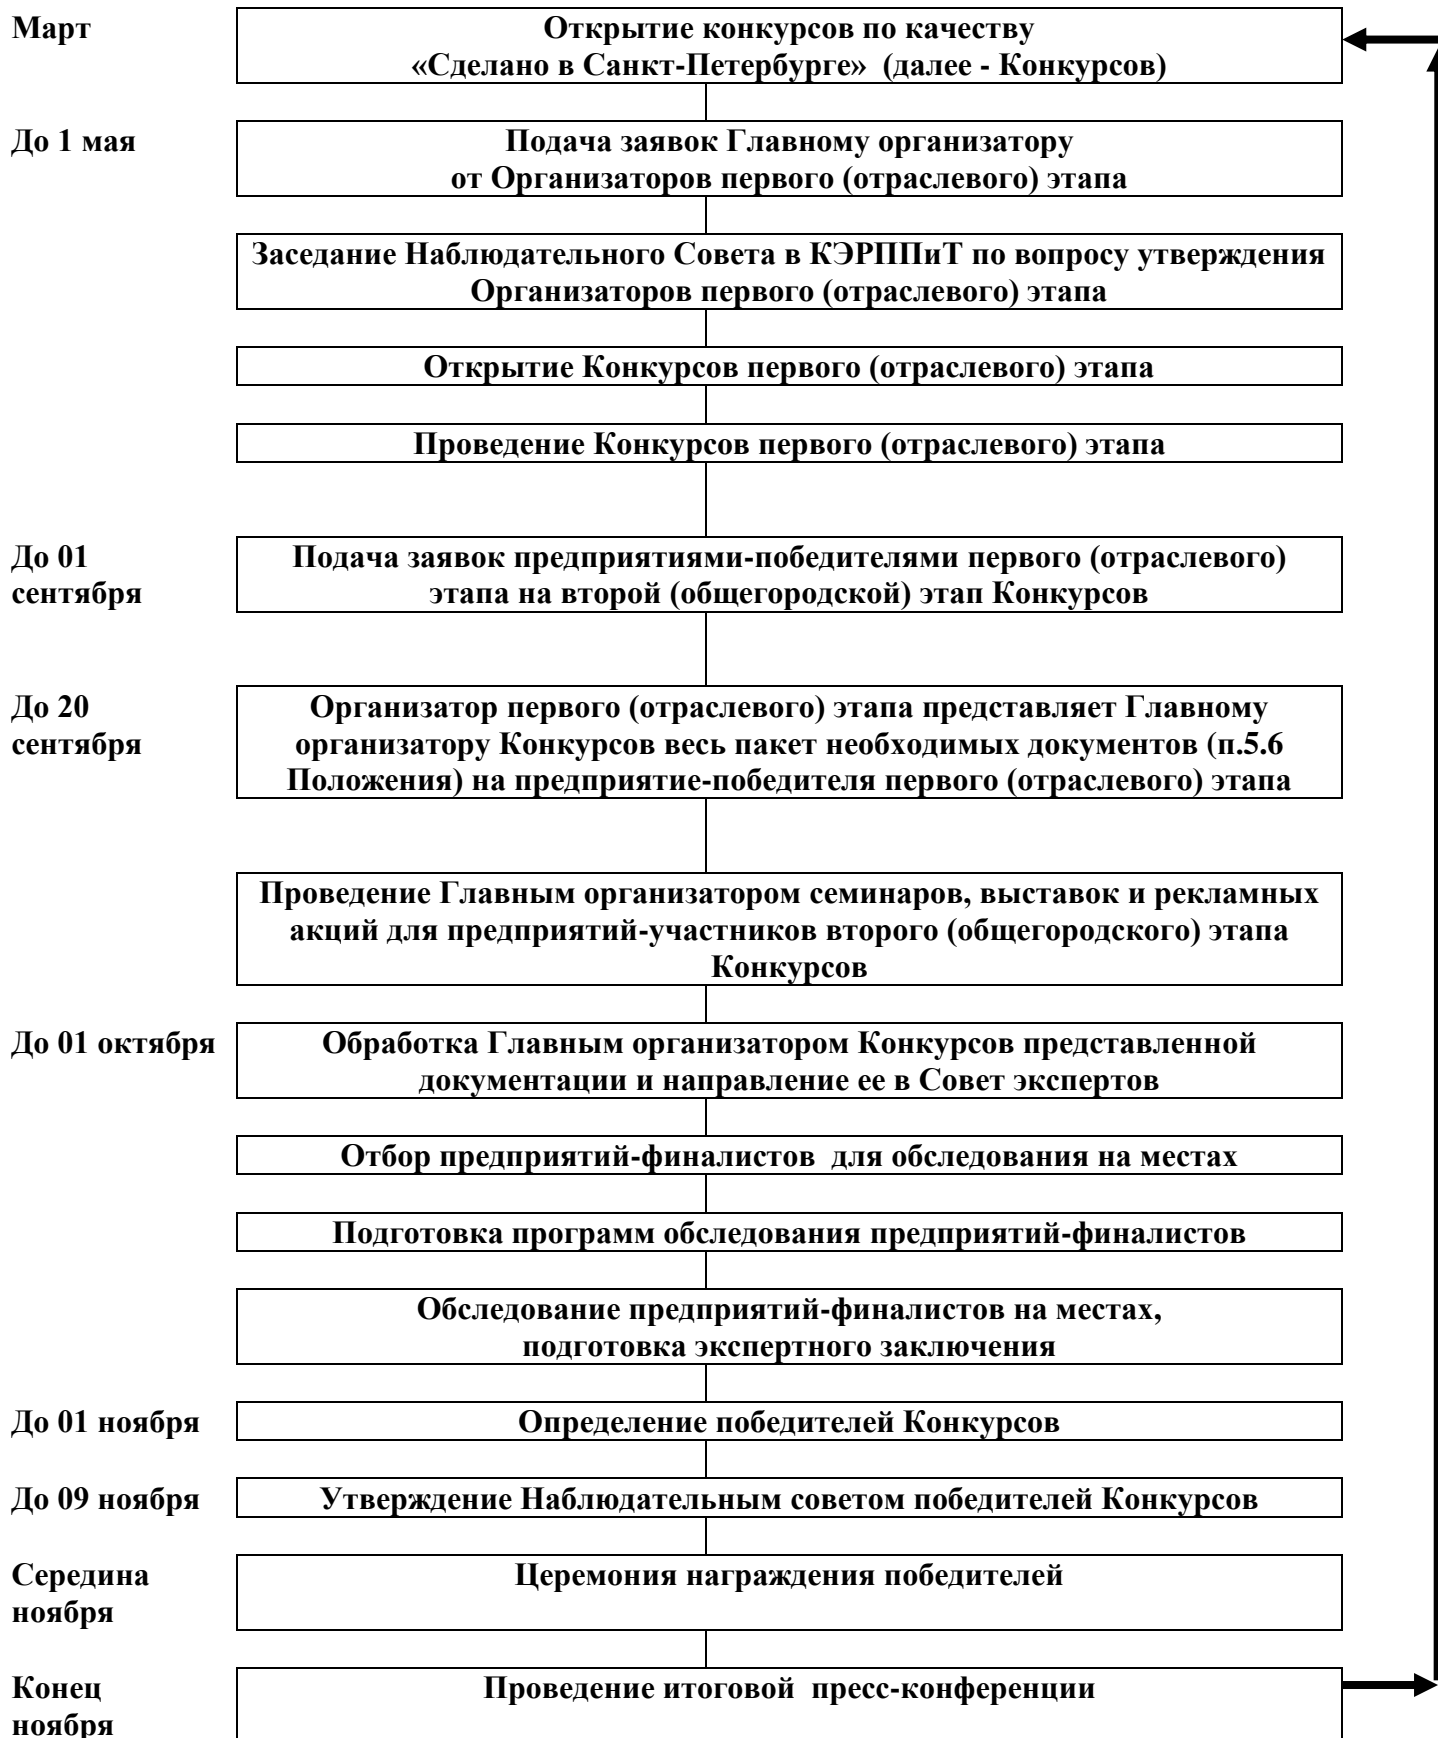 Март
Открытие конкурсов по качеству
«Сделано в Санкт-Петербурге»  (далее - Конкурсов)
До 1 мая
Подача заявок Главному организатору
от Организаторов первого (отраслевого) этапа
Заседание Наблюдательного Совета в КЭРППиТ по вопросу утверждения
Организаторов первого (отраслевого) этапа
Открытие Конкурсов первого (отраслевого) этапа
Проведение Конкурсов первого (отраслевого) этапа
До 01
сентября
Подача заявок предприятиями-победителями первого (отраслевого)
этапа на второй (общегородской) этап Конкурсов
До 20
сентября
Организатор первого (отраслевого) этапа представляет Главному
организатору Конкурсов весь пакет необходимых документов (п.5.6
Положения) на предприятие-победителя первого (отраслевого) этапа
Проведение Главным организатором семинаров, выставок и рекламных
акций для предприятий-участников второго (общегородского) этапа
Конкурсов
До 01 октября
Обработка Главным организатором Конкурсов представленной
документации и направление ее в Совет экспертов
Отбор предприятий-финалистов  для обследования на местах
Подготовка программ обследования предприятий-финалистов
Обследование предприятий-финалистов на местах,
подготовка экспертного заключения
До 01 ноября
Определение победителей Конкурсов
До 09 ноября
Утверждение Наблюдательным советом победителей Конкурсов
Середина
ноября
Церемония награждения победителей
Конец
ноября
Проведение итоговой  пресс-конференции